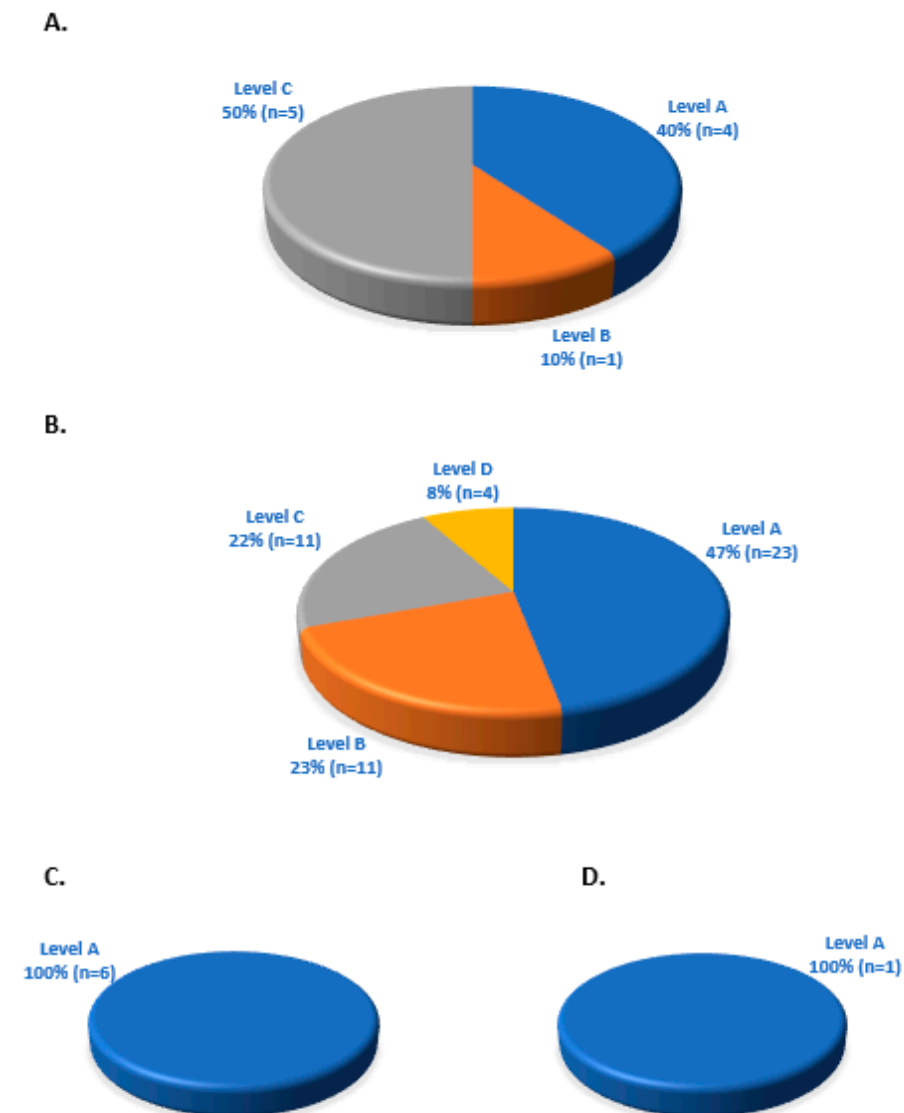 A.
Level C
50% (n=5)
Level A
40% (n=4)
Level B
10% (n=1)
B.
Level D
8% (n=4)
Level C
22% (n=11)
Level A
47% (n=23)
Level B
23% (n=11)
C.
D.
Level A
100% (n=6)
Level A
100% (n=1)